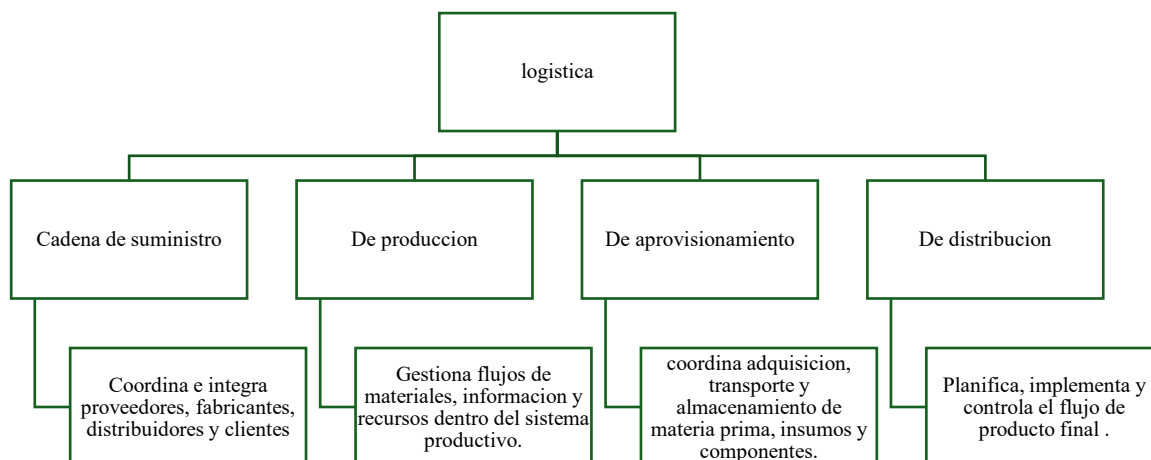 logistica
Cadena de suministro
De produccion
De aprovisionamiento
De distribucion
Coordina e integra
proveedores, fabricantes,
distribuidores y clientes
Gestiona flujos de
materiales, informacion y
recursos dentro del sistema
productivo.
coordina adquisicion,
transporte y
almacenamiento de
materia prima, insumos y
componentes.
Planifica, implementa y
controla el flujo de
producto final .